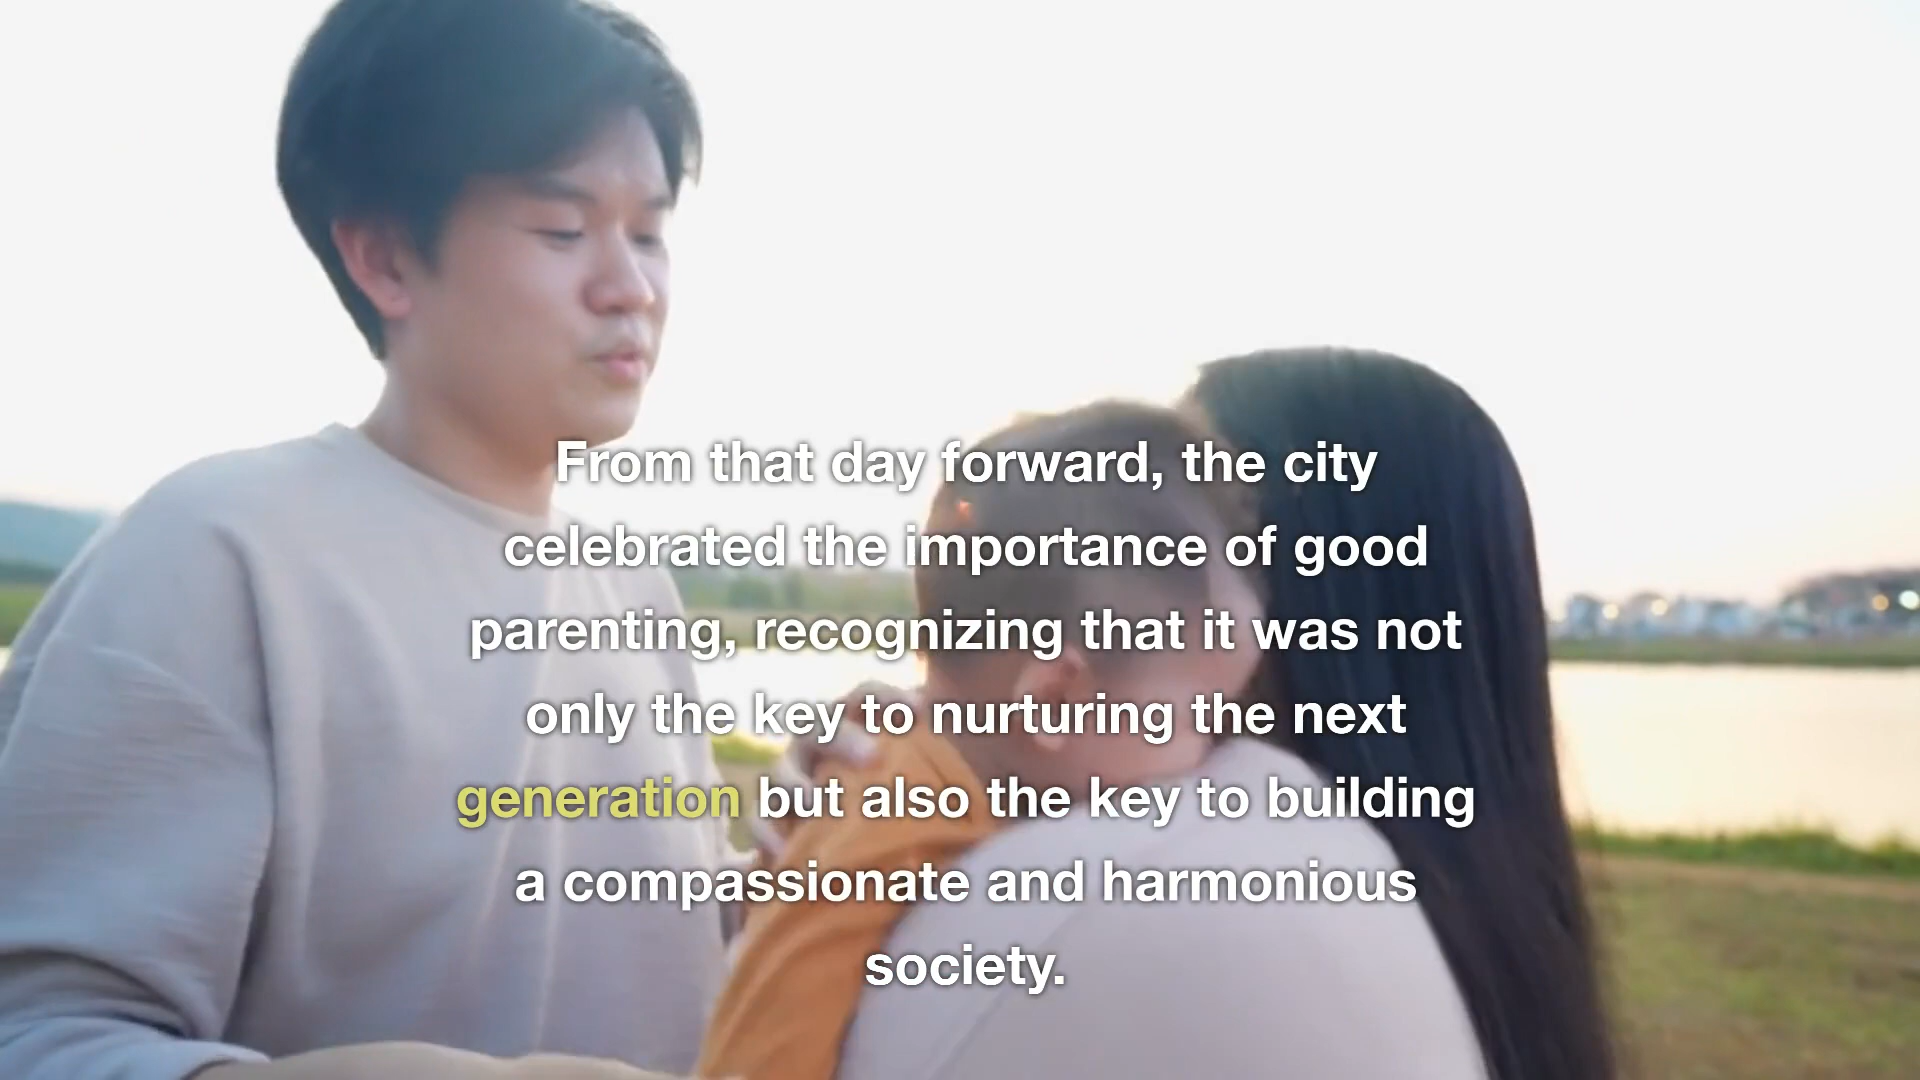 From that day forward, the city
celebrated the importance of good
parenting, recognizing that it was not
only the key to nurturing the next
generation but also the key to building
a compassionate and harmonious
society.